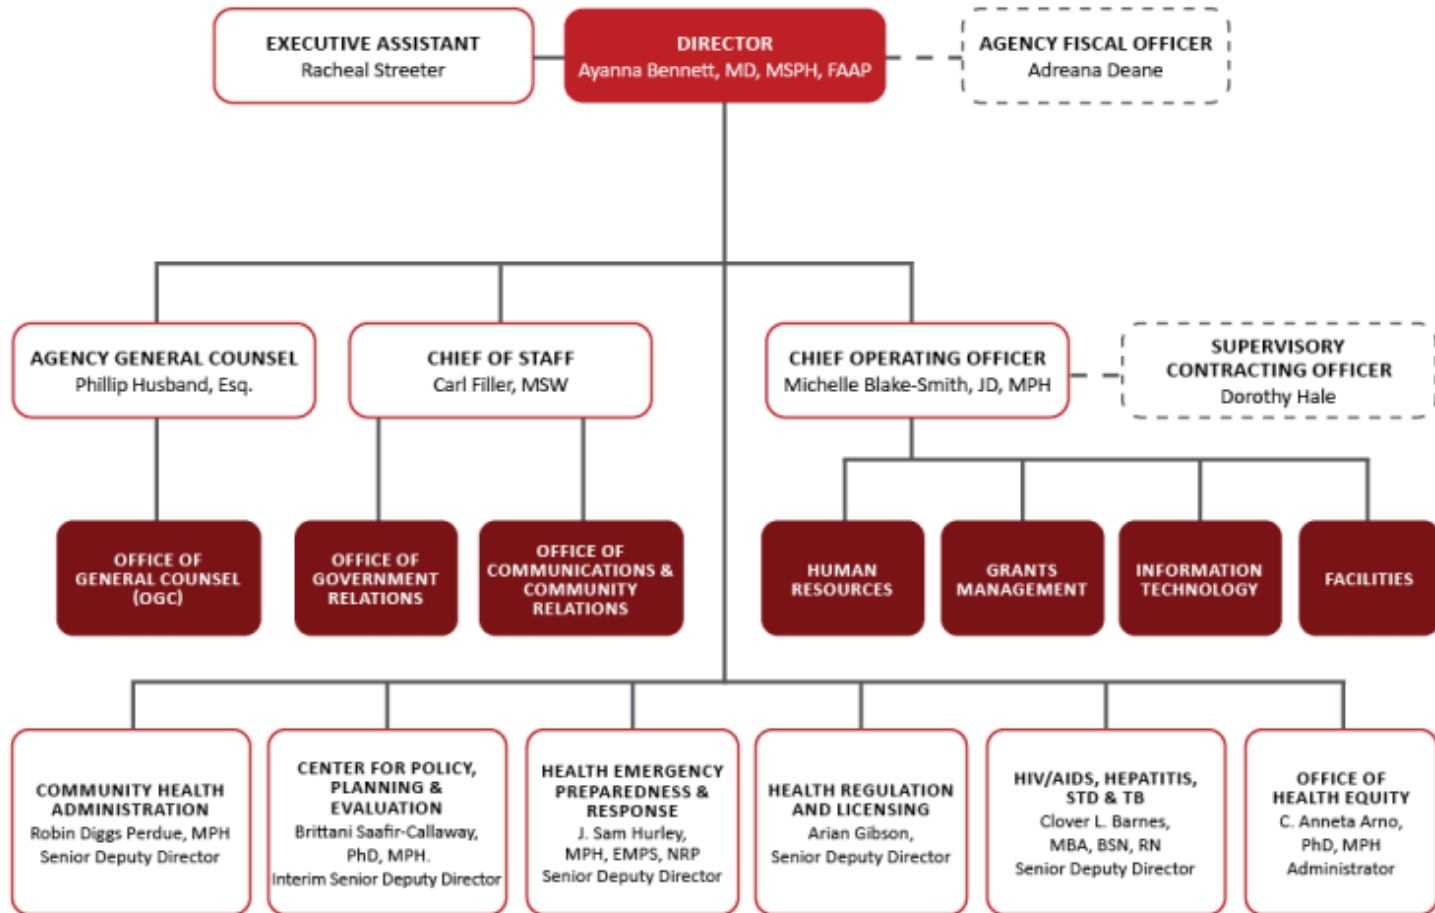 EXECUTIVE ASSISTANT
Racheal Streeter
DIRECTOR
Ayanna Bennett, MD, MSPH, FAAP
AGENCY FISCAL OFFICER
Adreana Deane
AGENCY GENERAL COUNSEL
Phillip Husband, Esq.
CHIEF OF STAFF
Carl Filler, MSW
CHIEF OPERATING OFFICER
Michelle Blake-Smith, JD, MPH
SUPERVISORY
CONTRACTING OFFICER
Dorothy Hale
OFFICE OF
GENERAL COUNSEL
(OGC)
OFFICE OF
GOVERNMENT
RELATIONS
OFFICE OF
COMMUNICATIONS &
COMMUNITY
RELATIONS
HUMAN
RESOURCES
GRANTS
MANAGEMENT
INFORMATION
TECHNOLOGY
FACILITIES
COMMUNITY HEALTH
ADMINISTRATION
Robin Diggs Perdue, MPH
Senior Deputy Director
CENTER FOR POLICY,
PLANNING &
EVALUATION
Brittani Saafir-Callaway,
PhD, MPH.
Interim Senior Deputy Director
HEALTH EMERGENCY
PREPAREDNESS &
RESPONSE
J. Sam Hurley,
MPH, EMPS, NRP
Senior Deputy Director
HEALTH REGULATION
AND LICENSING
Arian Gibson,
Senior Deputy Director
HIV/AIDS, HEPATITIS,
STD & TB
Clover L. Barnes,
MBA, BSN, RN
Senior Deputy Director
OFFICE OF
HEALTH EQUITY
C. Anneta Arno,
PhD, MPH
Administrator